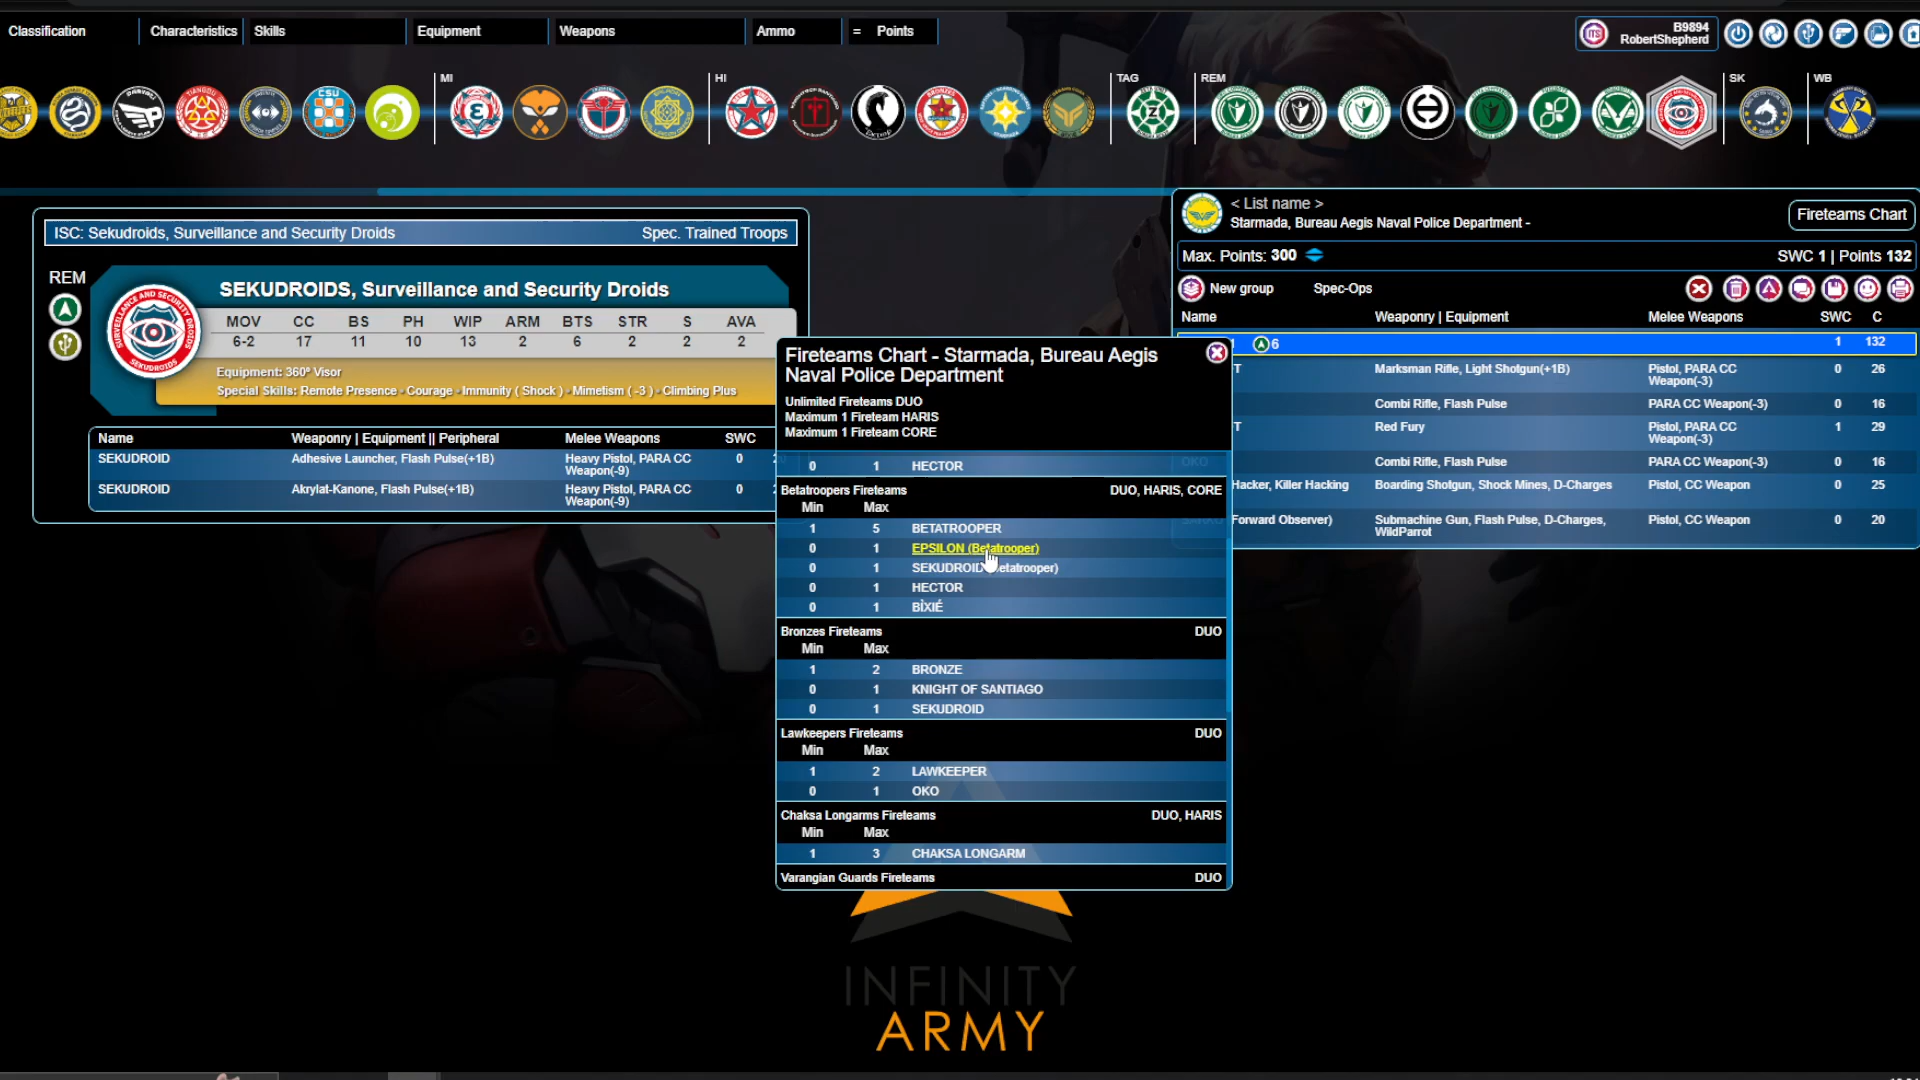 Classification Characteristics Skills Equipment Weapons Ammo = Points
B9894
RobertShepherd
MI HI TAG REM SK WB
ISC: Sekudroids, Surveillance and Security Droids Spec. Trained Troops
REM
SEKUDROIDS, Surveillance and Security Droids
MOV CC BS PH WIP ARM BTS STR S AVA
6-2 17 11 10 13 2 6 2 2 2
Equipment: 360º Visor
Special Skills: Remote Presence - Courage - Immunity ( Shock ) - Mimetism ( -3 ) - Climbing Plus
Name Weaponry | Equipment || Peripheral Melee Weapons SWC
SEKUDROID Adhesive Launcher, Flash Pulse(+1B) Heavy Pistol, PARA CC Weapon(-9) 0
SEKUDROID Akrylat-Kanone, Flash Pulse(+1B) Heavy Pistol, PARA CC Weapon(-9) 0
Fireteams Chart - Starmada, Bureau Aegis
Naval Police Department
Unlimited Fireteams DUO
Maximum 1 Fireteam HARIS
Maximum 1 Fireteam CORE
0 1 HECTOR
Betatroopers Fireteams DUO, HARIS, CORE
Min Max
1 5 BETATROOPER
0 1 EPSILON (Betatrooper)
0 1 SEKUDROID etatrooper)
0 1 HECTOR
0 1 BÌXIÉ
Bronzes Fireteams DUO
Min Max
1 2 BRONZE
0 1 KNIGHT OF SANTIAGO
0 1 SEKUDROID
Lawkeepers Fireteams DUO
Min Max
1 2 LAWKEEPER
0 1 OKO
Chaksa Longarms Fireteams DUO, HARIS
Min Max
1 3 CHAKSA LONGARM
Varangian Guards Fireteams DUO
< List name >
Starmada, Bureau Aegis Naval Police Department -
Fireteams Chart
Max. Points: 300 SWC 1 | Points 132
New group Spec-Ops
Name Weaponry | Equipment Melee Weapons SWC C
6 1 132
T Marksman Rifle, Light Shotgun(+1B) Pistol, PARA CC Weapon(-3) 0 26
Combi Rifle, Flash Pulse PARA CC Weapon(-3) 0 16
T Red Fury Pistol, PARA CC Weapon(-3) 1 29
Combi Rifle, Flash Pulse PARA CC Weapon(-3) 0 16
Hacker, Killer Hacking Boarding Shotgun, Shock Mines, D-Charges Pistol, CC Weapon 0 25
Forward Observer) Submachine Gun, Flash Pulse, D-Charges, WildParrot Pistol, CC Weapon 0 20
INFINITY
ARMY